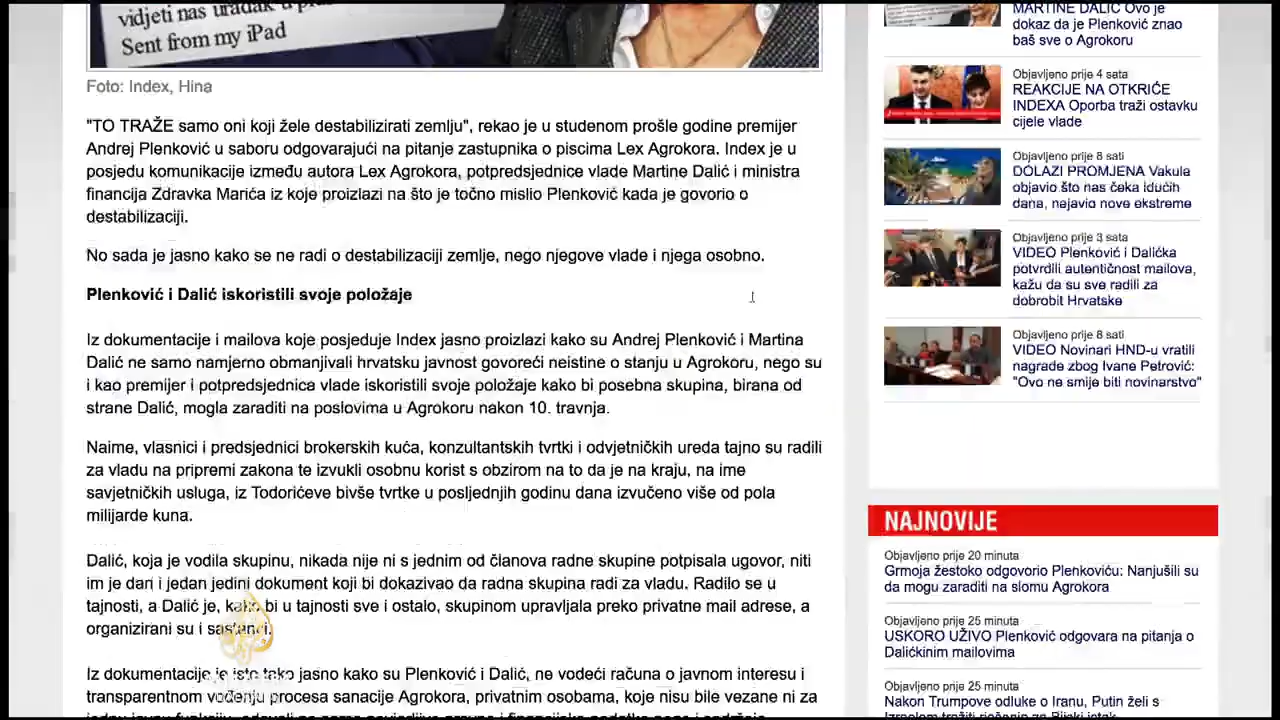 vidjeti nas uradak u p
Sent from my iPad
Foto: Index, Hina
"TO TRAŽE samo oni koji žele destabilizirati zemlju", rekao je u studenom prošle godine premijer
Andrej Plenković u saboru odgovarajući na pitanje zastupnika o piscima Lex Agrokora. Index je u
posjedu komunikacije između autora Lex Agrokora, potpredsjednice vlade Martine Dalić i ministra
financija Zdravka Marića iz koje proizlazi na što je točno mislio Plenković kada je govorio o
destabilizaciji.
No sada je jasno kako se ne radi o destabilizaciji zemlje, nego njegove vlade i njega osobno.
Plenković i Dalić iskoristili svoje položaje
Iz dokumentacije i mailova koje posjeduje Index jasno proizlazi kako su Andrej Plenković i Martina
Dalić ne samo namjerno obmanjivali hrvatsku javnost govoreći neistine o stanju u Agrokoru, nego su
i kao premijer i potpredsjednica vlade iskoristili svoje položaje kako bi posebna skupina, birana od
strane Dalić, mogla zaraditi na poslovima u Agrokoru nakon 10. travnja.
Naime, vlasnici i predsjednici brokerskih kuća, konzultantskih tvrtki i odvjetničkih ureda tajno su radili
za vladu na pripremi zakona te izvukli osobnu korist s obzirom na to da je na kraju, na ime
savjetničkih usluga, iz Todorićeve bivše tvrtke u posljednjih godinu dana izvučeno više od pola
milijarde kuna.
Dalić, koja je vodila skupinu, nikada nije ni s jednim od članova radne skupine potpisala ugovor, niti
im je dan i jedan jedini dokument koji bi dokazivao da radna skupina radi za vladu. Radilo se u
tajnosti, a Dalić je, kako bi u tajnosti sve i ostalo, skupinom upravljala preko privatne mail adrese, a
organizirani su i sastanci.
Iz dokumentacije je isto tako jasno kako su Plenković i Dalić, ne vodeći računa o javnom interesu i
transparentnom vođenju procesa sanacije Agrokora, privatnim osobama, koje nisu bile vezane ni za
MARTINE DALIĆ Ovo je
dokaz da je Plenković znao
baš sve o Agrokoru
Objavljeno prije 4 sata
REAKCIJE NA OTKRIĆE
INDEXA Oporba traži ostavku
cijele vlade
Objavljeno prije 8 sati
DOLAZI PROMJENA Vakula
objavio što nas čeka idućih
dana, najavio nove ekstreme
Objavljeno prije 3 sata
VIDEO Plenković i Dalićka
potvrdili autentičnost mailova,
kažu da su sve radili za
dobrobit Hrvatske
Objavljeno prije 8 sati
VIDEO Novinari HND-u vratili
nagrade zbog Ivane Petrović:
"Ovo ne smije biti novinarstvo"
NAJNOVIJE
Objavljeno prije 20 minuta
Grmoja žestoko odgovorio Plenkoviću: Nanjušili su
da mogu zaraditi na slomu Agrokora
Objavljeno prije 25 minuta
USKORO UŽIVO Plenković odgovara na pitanja o
Dalićkinim mailovima
Objavljeno prije 25 minuta
Nakon Trumpove odluke o Iranu, Putin želi s